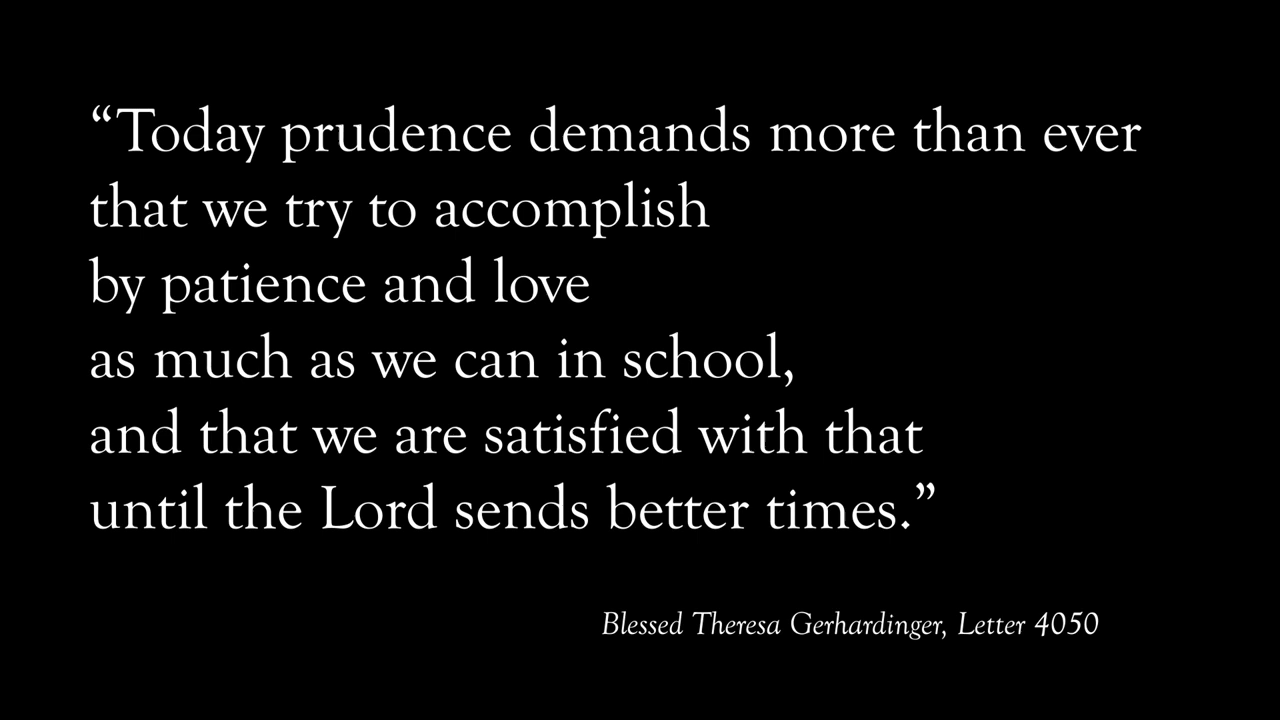 “Today prudence demands more than ever
that we try to accomplish
by patience and love
as much as we can in school,
and that we are satisfied with that
until the Lord sends better times.”
Blessed Theresa Gerhardinger, Letter 4050